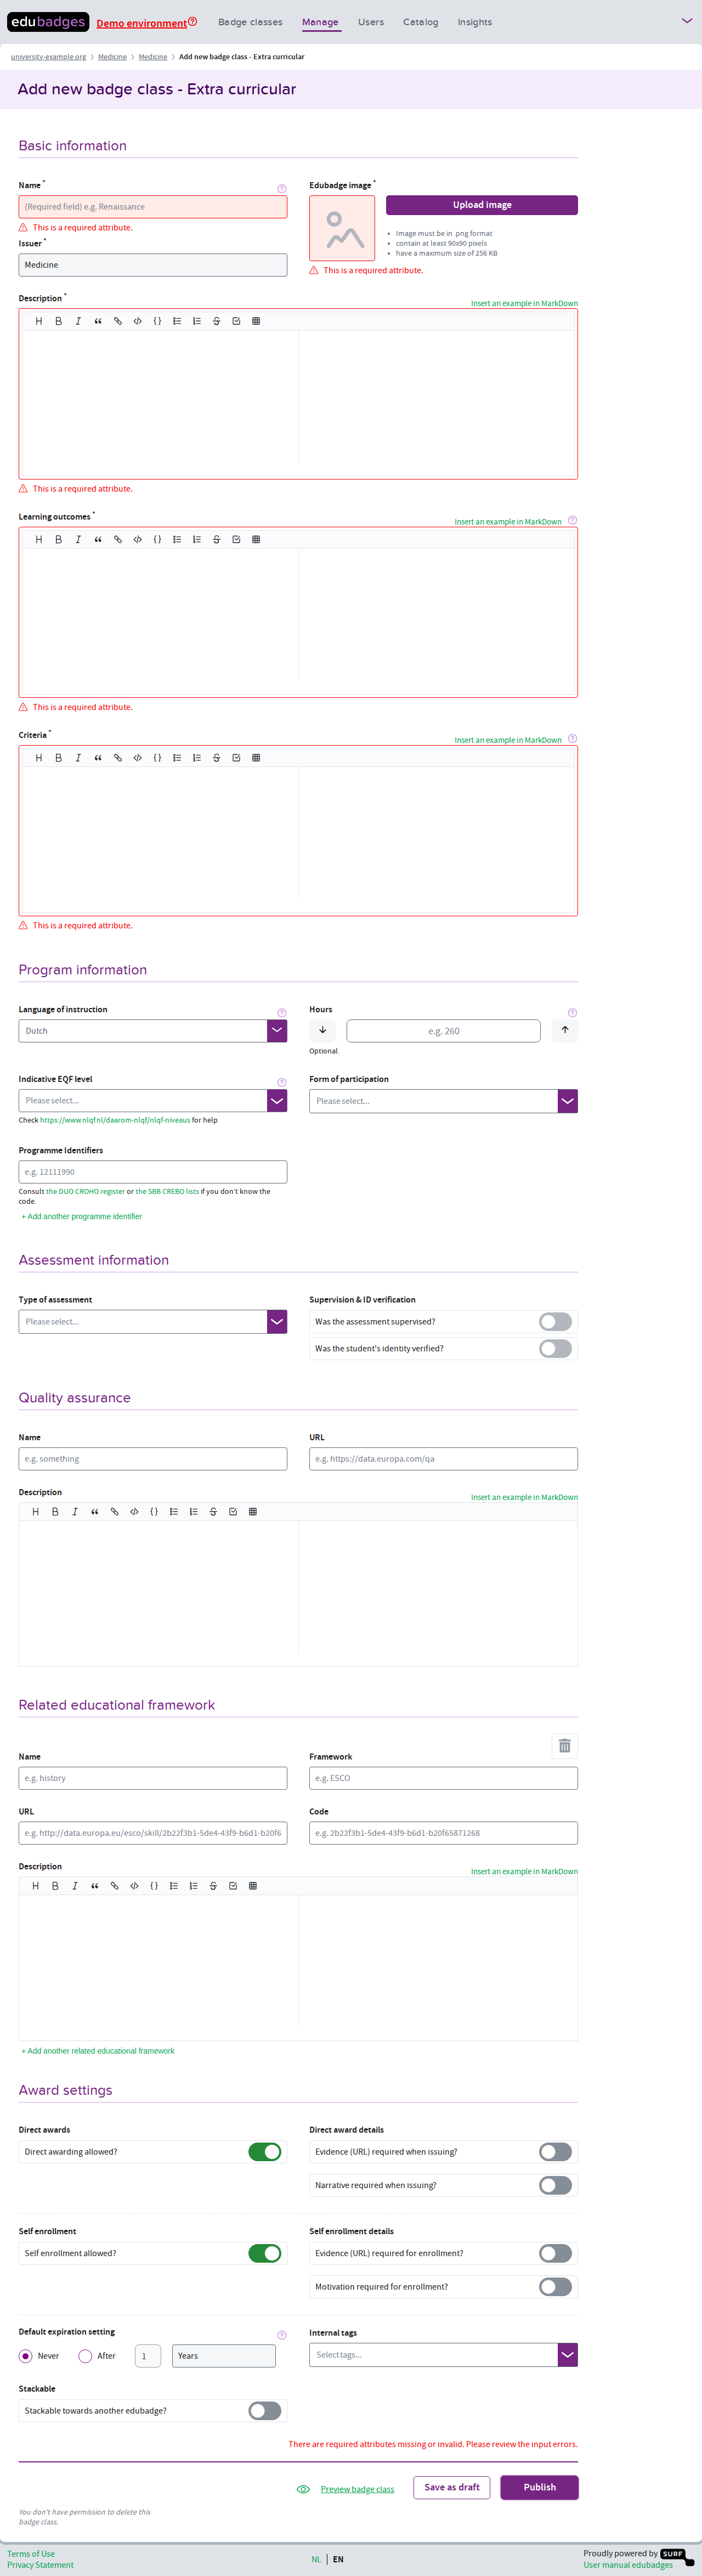 edubadges Demo environment Badge classes Manage Users Catalog Insights
university-example.org Medicine Medicine Add new badge class - Extra curricular
Add new badge class - Extra curricular
Basic information
Name *
(Required field) e.g. Renaissance
This is a required attribute.
Issuer *
Medicine
Edubadge image *
Upload image
Image must be in .png format
contain at least 90x90 pixels
have a maximum size of 256 KB
This is a required attribute.
Description * Insert an example in MarkDown
This is a required attribute.
Learning outcomes * Insert an example in MarkDown
This is a required attribute.
Criteria * Insert an example in MarkDown
This is a required attribute.
Program information
Language of instruction
Dutch
Hours
e.g. 260
Optional.
Indicative EQF level
Please select...
Check https://www.nlqf.nl/daarom-nlqf/nlqf-niveaus for help
Form of participation
Please select...
Programme Identifiers
e.g. 12111990
Consult the DUO CROHO register or the SBB CREBO lists if you don't know the
code.
+ Add another programme identifier
Assessment information
Type of assessment
Please select...
Supervision & ID verification
Was the assessment supervised?
Was the student's identity verified?
Quality assurance
Name
e.g. something
URL
e.g. https://data.europa.com/qa
Description Insert an example in MarkDown
Related educational framework
Name
e.g. history
Framework
e.g. ESCO
URL
e.g. http://data.europa.eu/esco/skill/2b22f3b1-5de4-43f9-b6d1-b20f6
Code
e.g. 2b22f3b1-5de4-43f9-b6d1-b20f65871268
Description Insert an example in MarkDown
+ Add another related educational framework
Award settings
Direct awards
Direct awarding allowed?
Direct award details
Evidence (URL) required when issuing?
Narrative required when issuing?
Self enrollment
Self enrollment allowed?
Self enrollment details
Evidence (URL) required for enrollment?
Motivation required for enrollment?
Default expiration setting
Never After 1 Years
Internal tags
Select tags...
Stackable
Stackable towards another edubadge?
There are required attributes missing or invalid. Please review the input errors.
Preview badge class Save as draft Publish
You don't have permission to delete this
badge class.
Terms of Use
Privacy Statement
NL | EN
Proudly powered by SURF
User manual edubadges